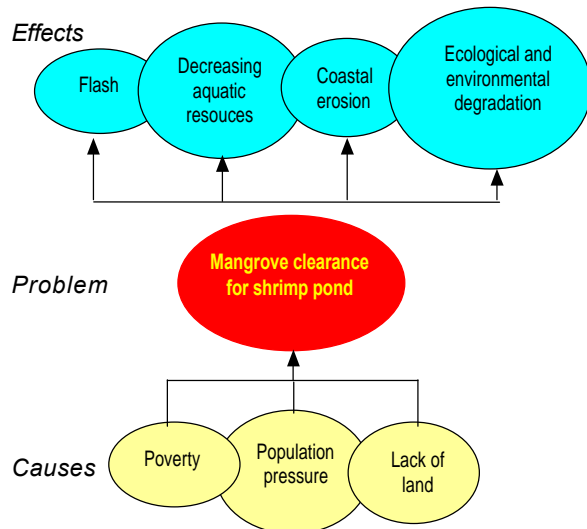 Effects
Flash
Decreasing
aquatic
resouces
Coastal
erosion
Ecological and
environmental
degradation
Problem
Mangrove clearance
for shrimp pond
Causes
Poverty
Population
pressure
Lack of
land